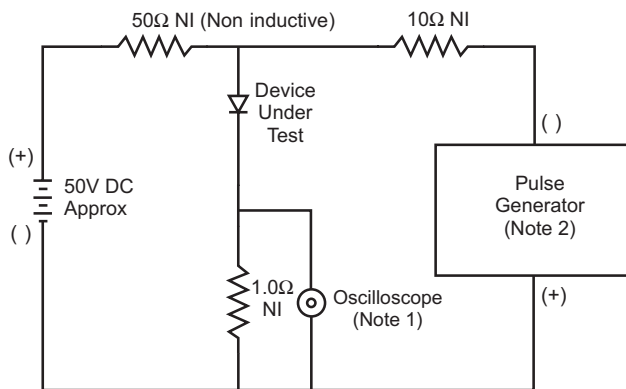 50Ω NI (Non inductive)
10Ω NI
Device
Under
Test
( )
(+)
50V DC
Approx
( )
Pulse
Generator
(Note 2)
1.0Ω
NI
Oscilloscope
(Note 1)
(+)